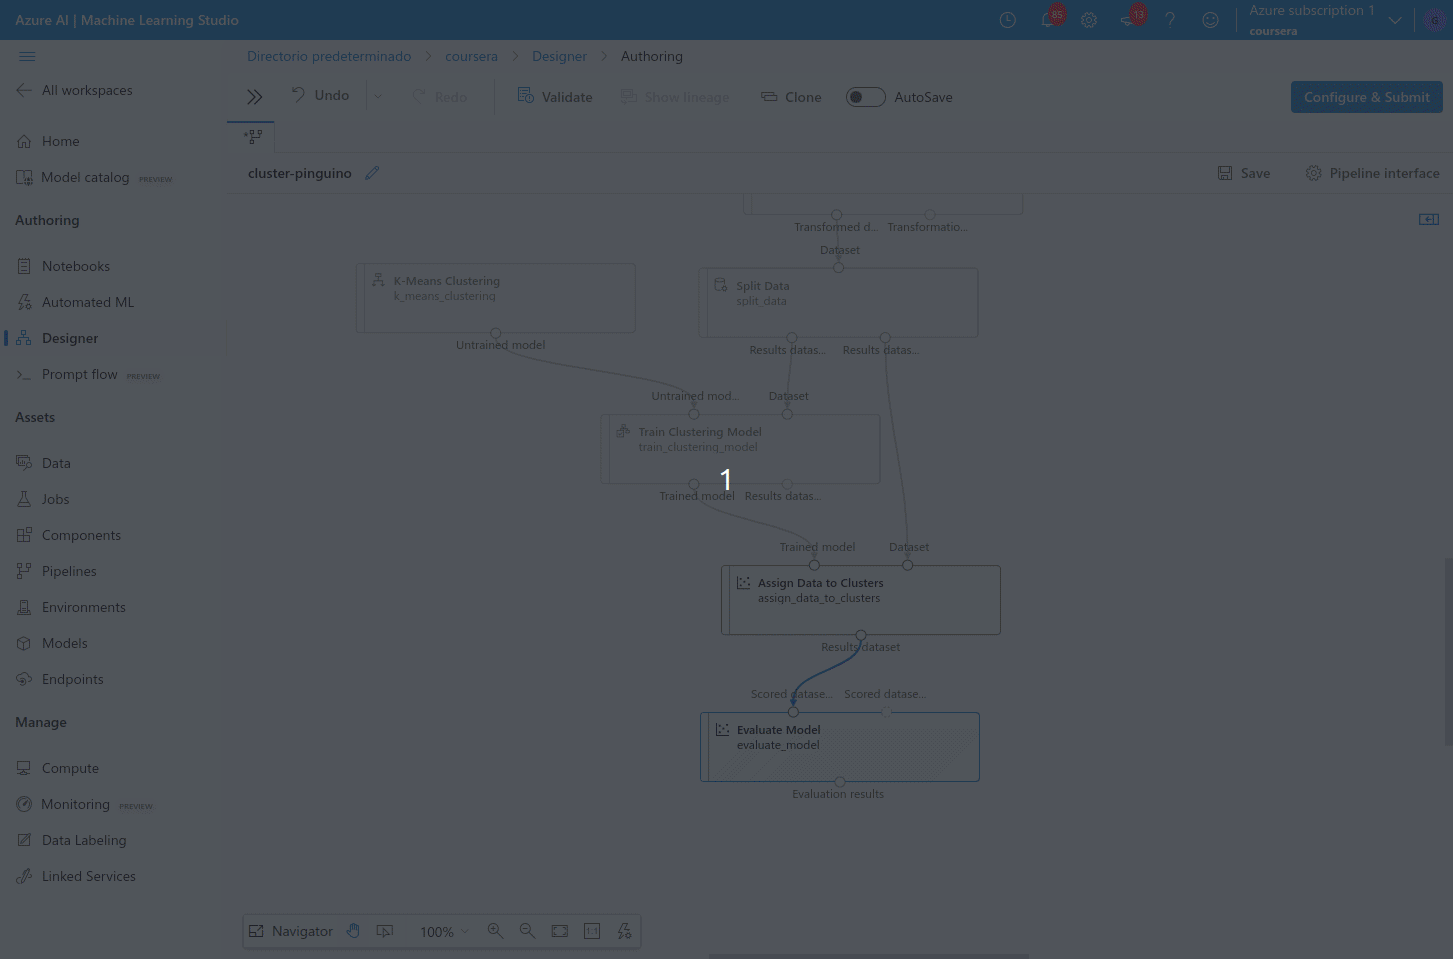 Azure AI | Machine Learning Studio
85
13
Azure subscription 1
coursera
G
Directorio predeterminado
coursera
Designer
Authoring
All workspaces
Undo
Redo
Validate
Show lineage
Clone
AutoSave
Configure & Submit
Home
Model catalog PREVIEW
cluster-pinguino
Save
Pipeline interface
Authoring
Transformed d... Transformatio...
Dataset
Notebooks
K-Means Clustering
k_means_clustering
Split Data
split_data
Automated ML
Designer
Untrained model
Results datas... Results datas...
Prompt flow PREVIEW
Untrained mod... Dataset
Assets
Train Clustering Model
train_clustering_model
Data
1
Trained model Results datas...
Jobs
Components
Trained model Dataset
Pipelines
Assign Data to Clusters
assign_data_to_clusters
Environments
Models
Results dataset
Endpoints
Scored datase... Scored datase...
Manage
Evaluate Model
evaluate_model
Compute
Evaluation results
Monitoring PREVIEW
Data Labeling
Linked Services
Navigator
100%
1:1